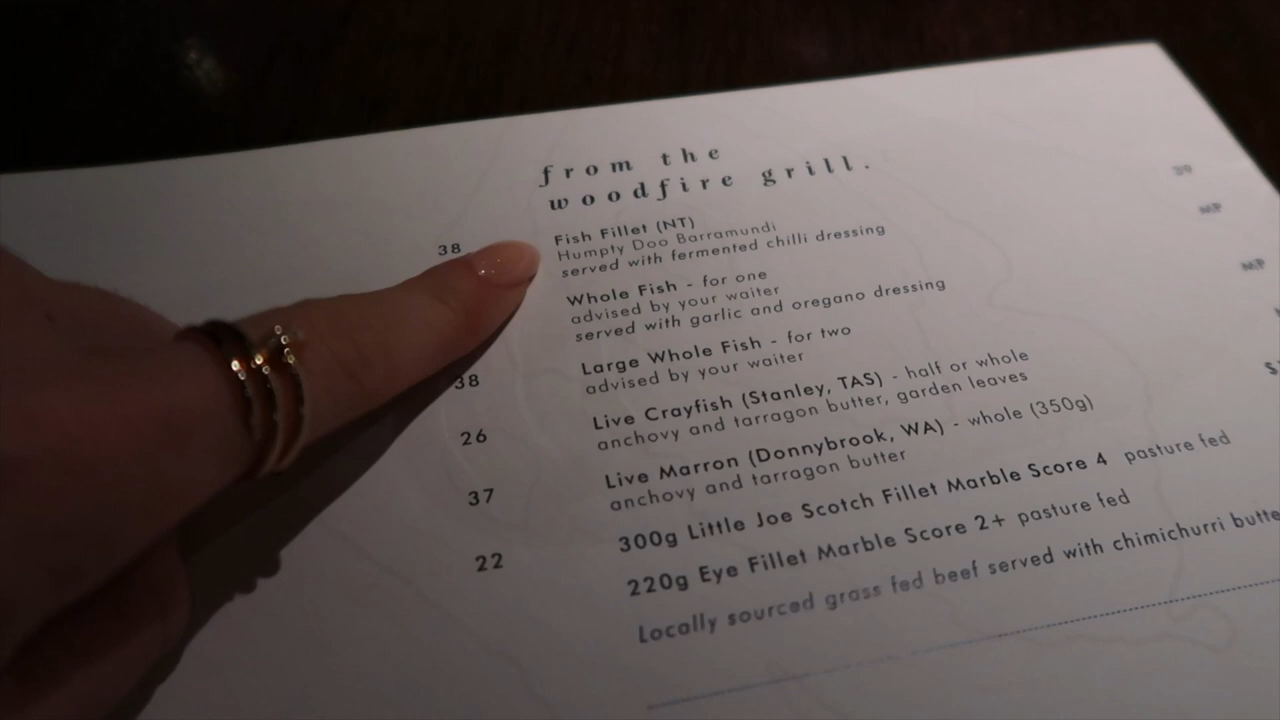 from the
woodfire grill.
38
38
26
37
22
Fish Fillet (NT)
Humpty Doo Barramundi
served with fermented chilli dressing
39
Whole Fish - for one
advised by your waiter
served with garlic and oregano dressing
MP
Large Whole Fish - for two
advised by your waiter
MP
Live Crayfish (Stanley, TAS) - half or whole
anchovy and tarragon butter, garden leaves
Live Marron (Donnybrook, WA) - whole (350g)
anchovy and tarragon butter
300g Little Joe Scotch Fillet Marble Score 4 pasture fed
220g Eye Fillet Marble Score 2+ pasture fed
Locally sourced grass fed beef served with chimichurri butte